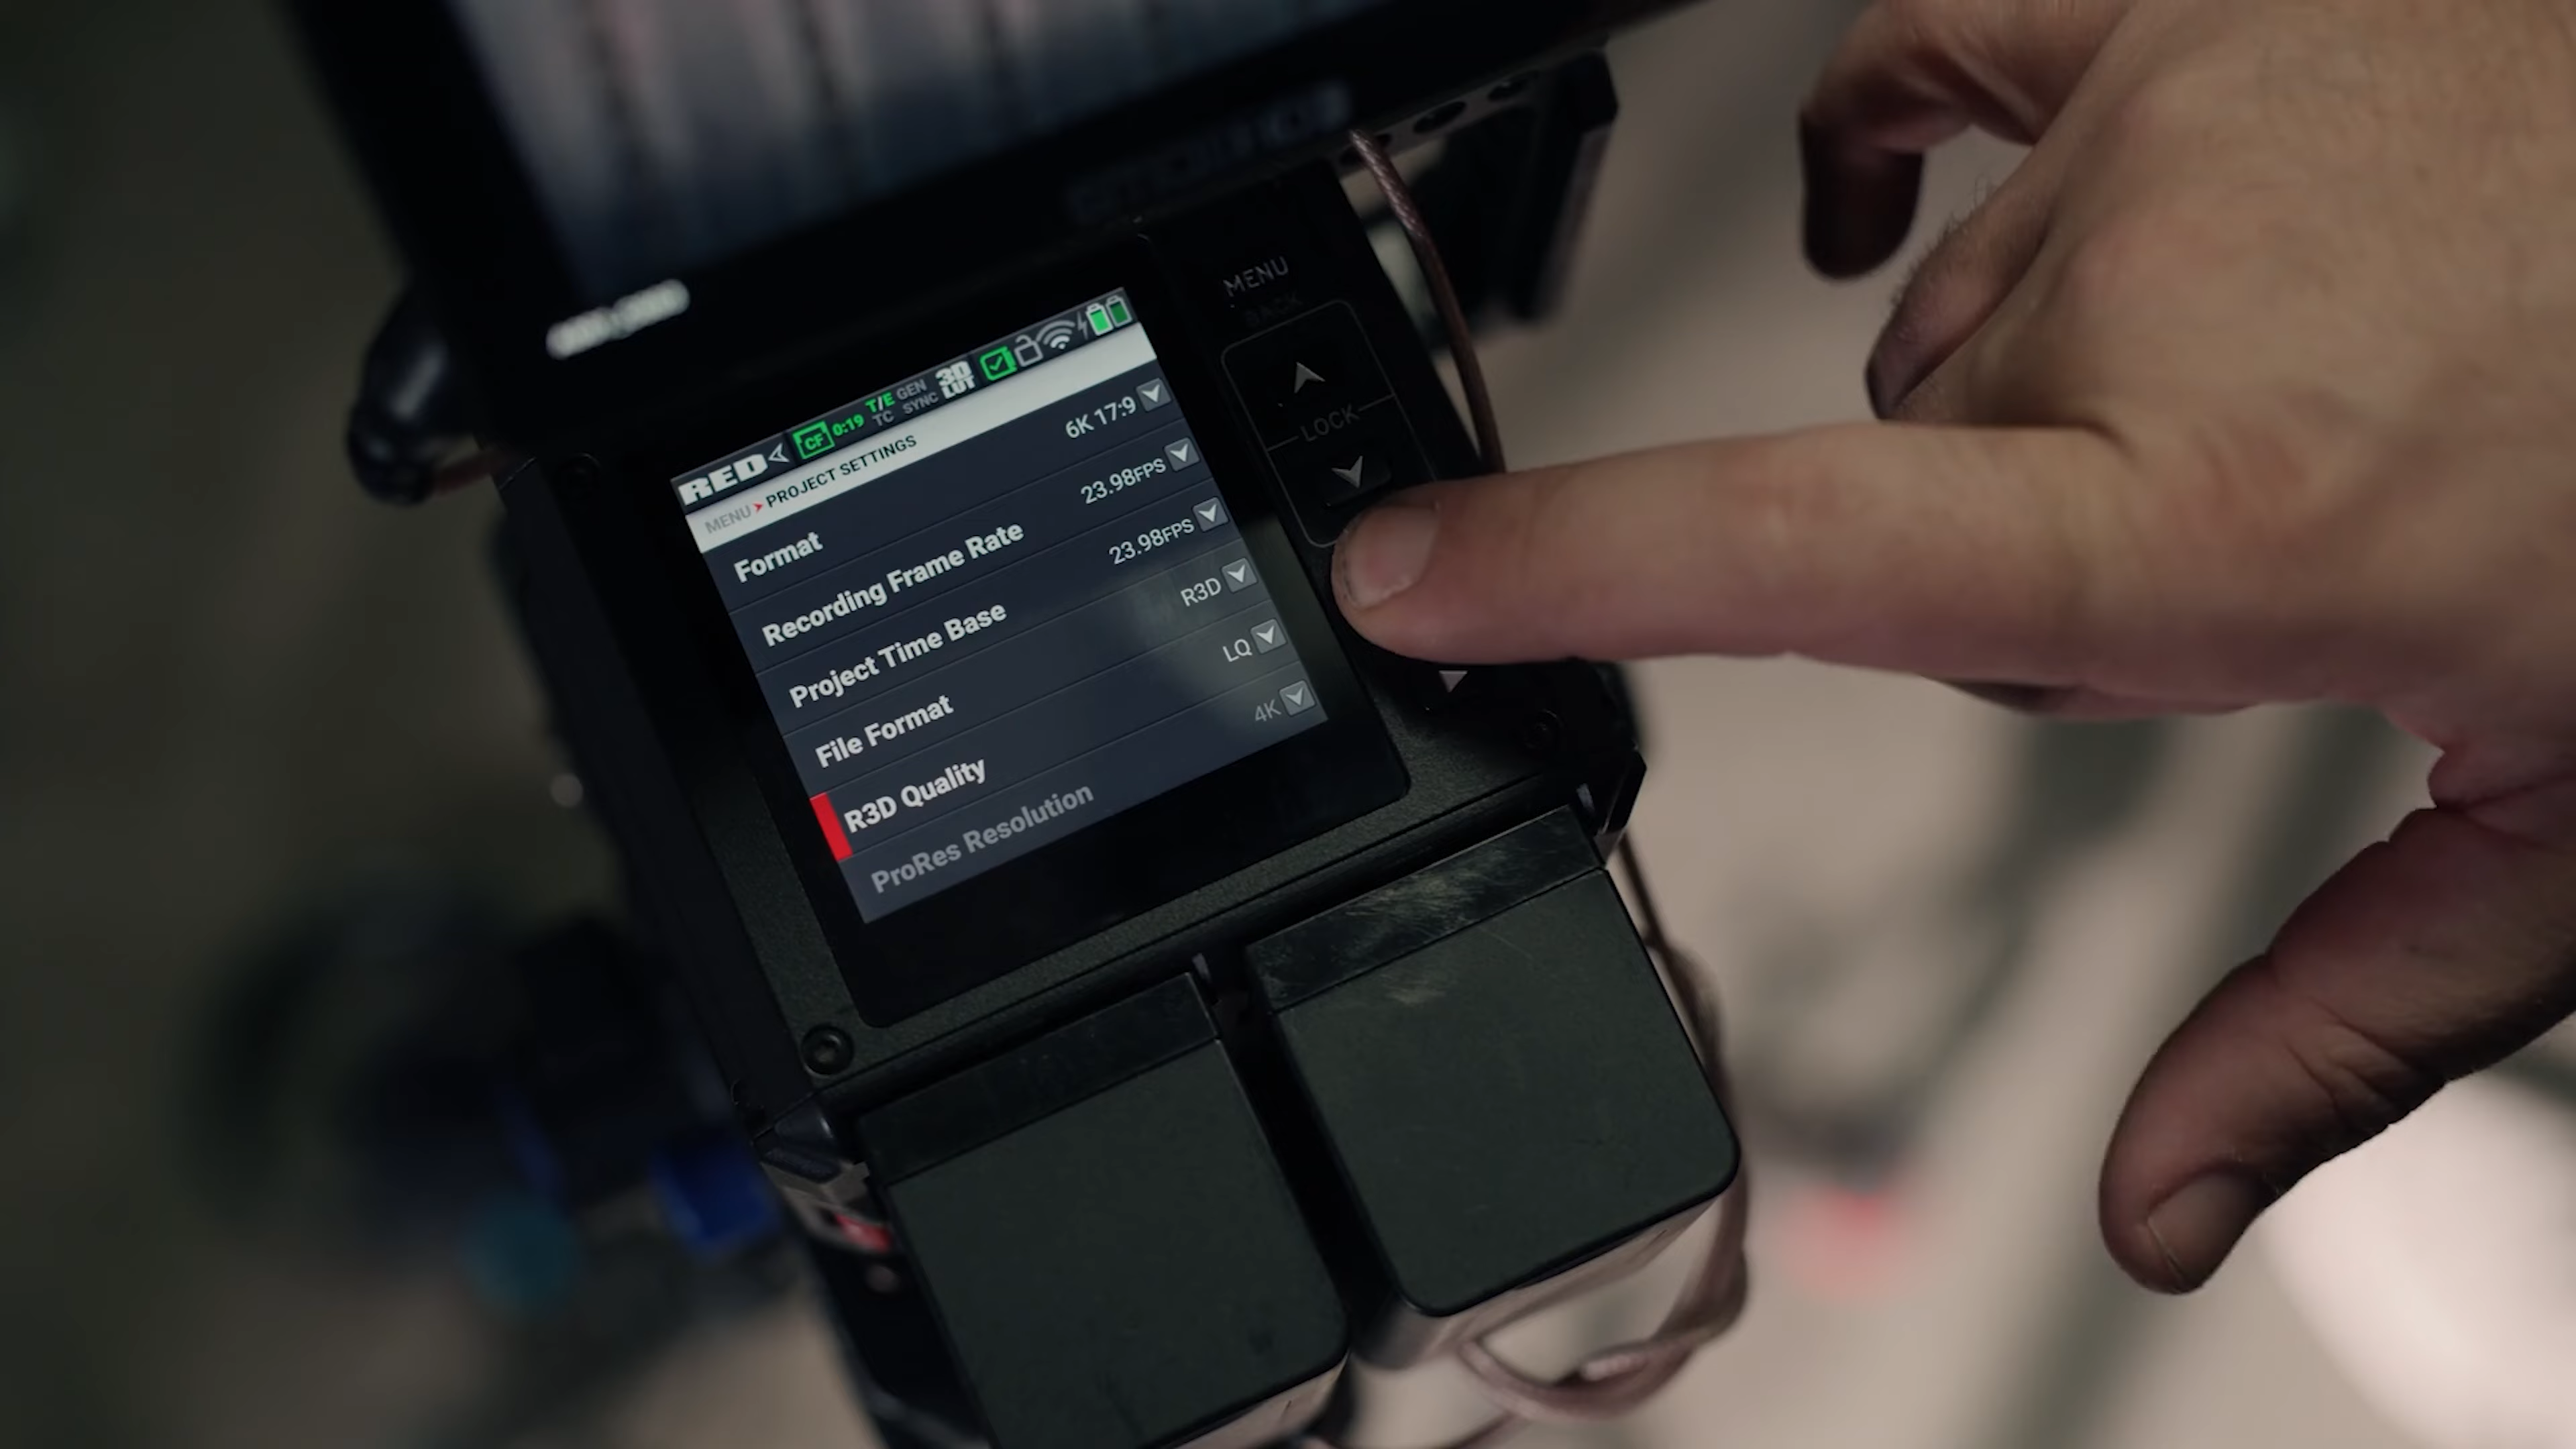 MENU
BACK
LOCK
RED CF 0:19 T/E TC GEN SYNC 3D LUT
MENU > PROJECT SETTINGS
Format 6K 17:9
Recording Frame Rate 23.98FPS
Project Time Base 23.98FPS
File Format R3D
R3D Quality LQ
ProRes Resolution 4K